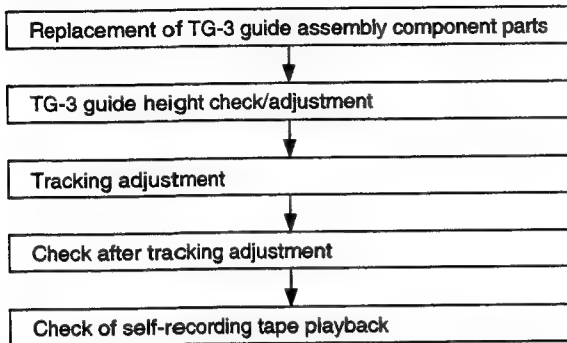 Replacement of TG-3 guide assembly component parts
TG-3 guide height check/adjustment
Tracking adjustment
Check after tracking adjustment
Check of self-recording tape playback